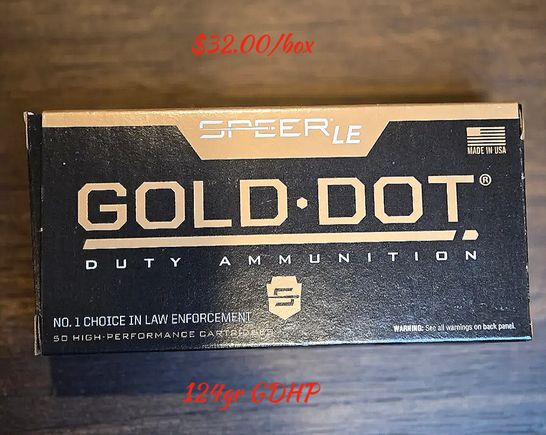 $32.00/box
SPEER LE
MADE IN USA
GOLD·DOT®
DUTY AMMUNITION
S
NO. 1 CHOICE IN LAW ENFORCEMENT
50 HIGH-PERFORMANCE CARTRIDGES
WARNING: See all warnings on back panel.
124gr GDHP